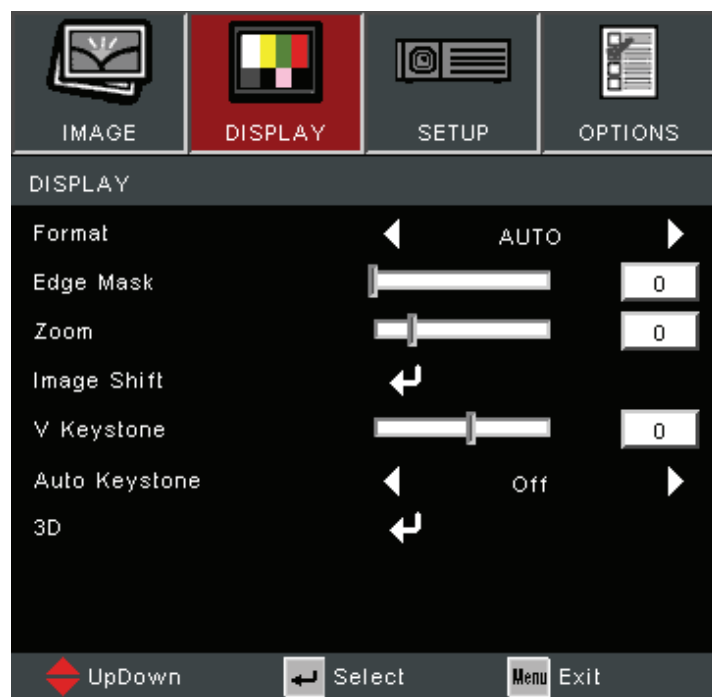 IMAGE DISPLAY SETUP OPTIONS
DISPLAY
Format AUTO
Edge Mask 0
Zoom 0
Image Shift
V Keystone 0
Auto Keystone Off
3D
UpDown Select Menu Exit